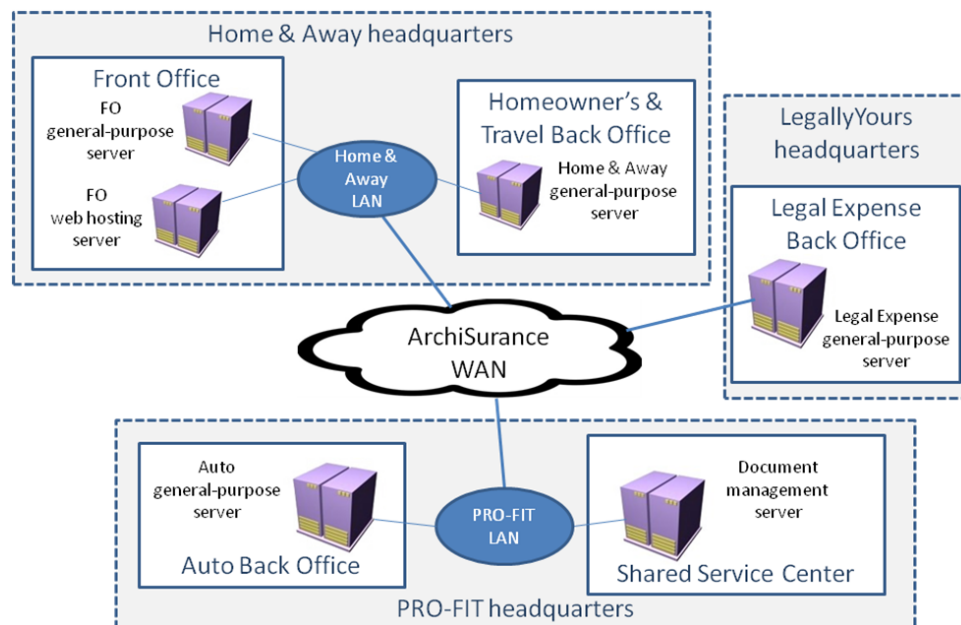 Home & Away headquarters
Front Office
FO
general-purpose
server
FO
web hosting
server
Home &
Away
LAN
Homeowner's &
Travel Back Office
Home & Away
general-purpose
server
LegallyYours
headquarters
Legal Expense
Back Office
Legal Expense
general-purpose
server
ArchiSurance
WAN
Auto
general-purpose
server
Auto Back Office
PRO-FIT
LAN
Document
management
server
Shared Service Center
PRO-FIT headquarters